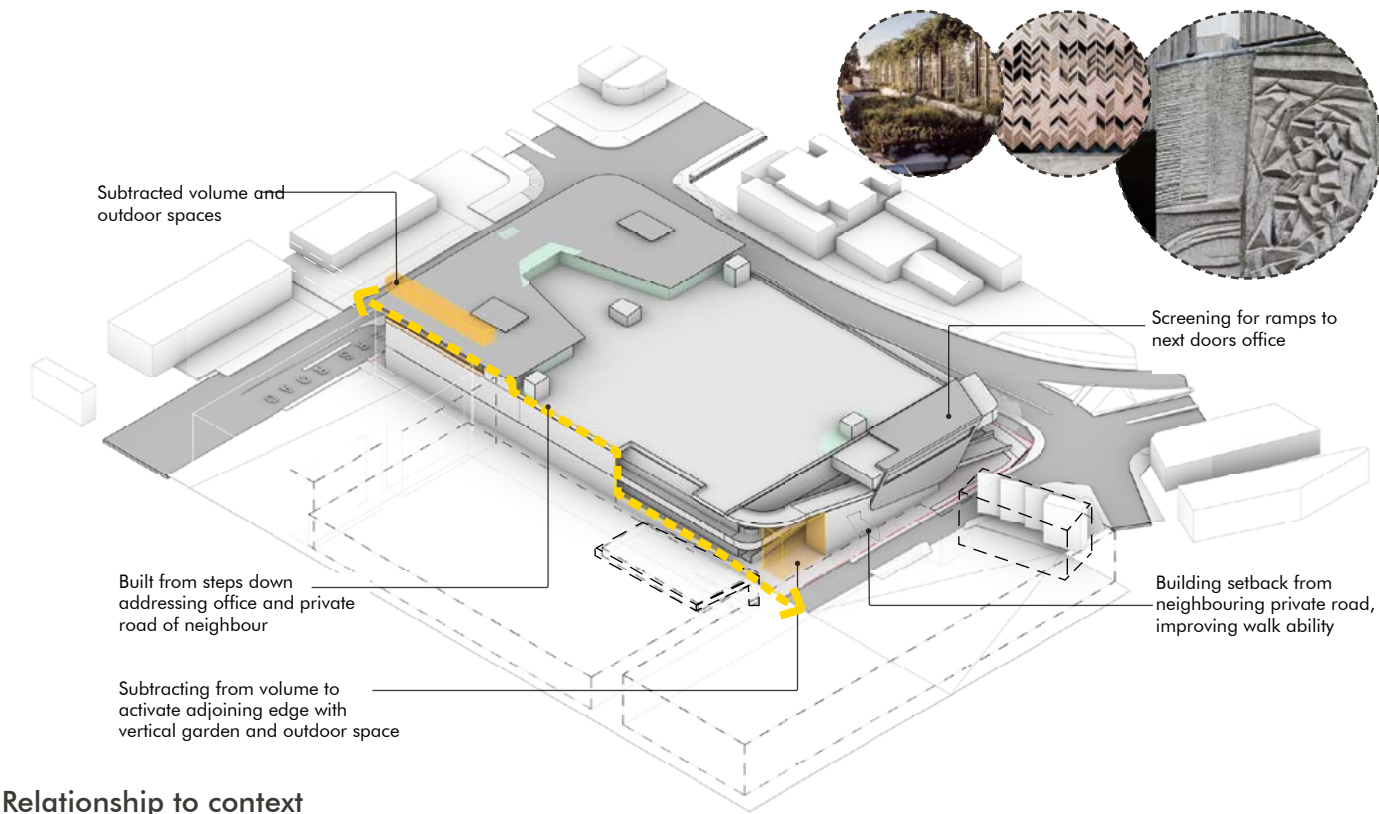 Subtracted volume and
outdoor spaces
Screening for ramps to
next doors office
RS ROAD
Built from steps down
addressing office and private
road of neighbour
Building setback from
neighbouring private road,
improving walk ability
Subtracting from volume to
activate adjoining edge with
vertical garden and outdoor space
Relationship to context